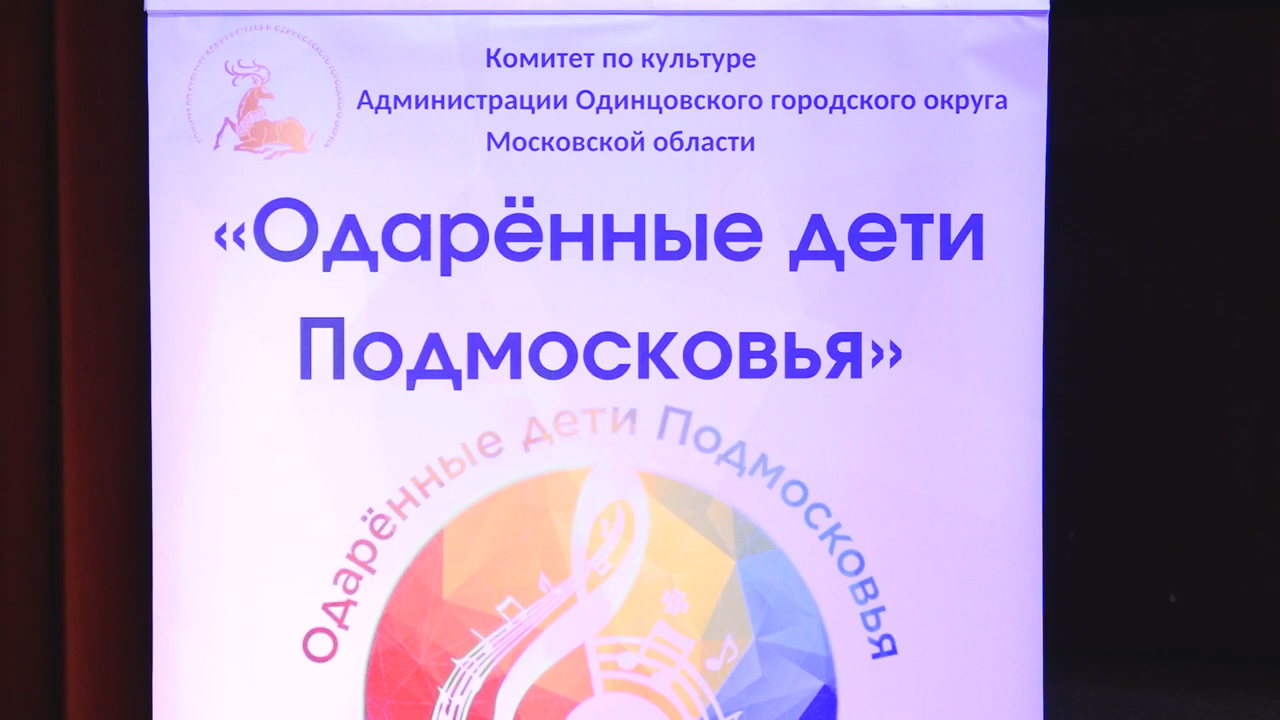 Комитет по культуре
Администрации Одинцовского городского округа
Московской области
«Одарённые дети
Подмосковья»
Одарённые дети Подмосковья